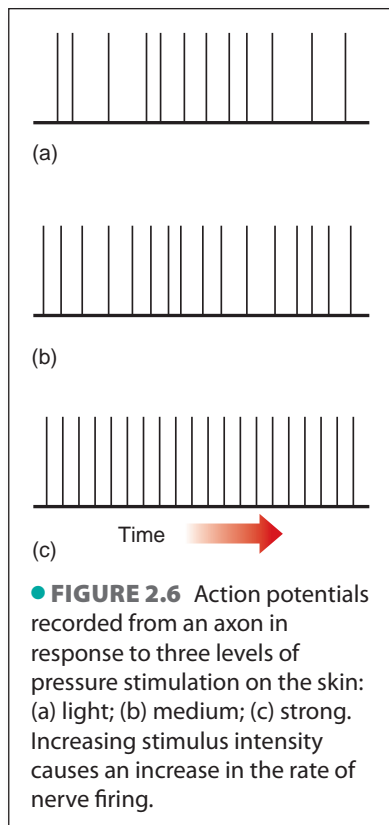 (a)
(b)
Time
(c)
● FIGURE 2.6 Action potentials
recorded from an axon in
response to three levels of
pressure stimulation on the skin:
(a) light; (b) medium; (c) strong.
Increasing stimulus intensity
causes an increase in the rate of
nerve firing.